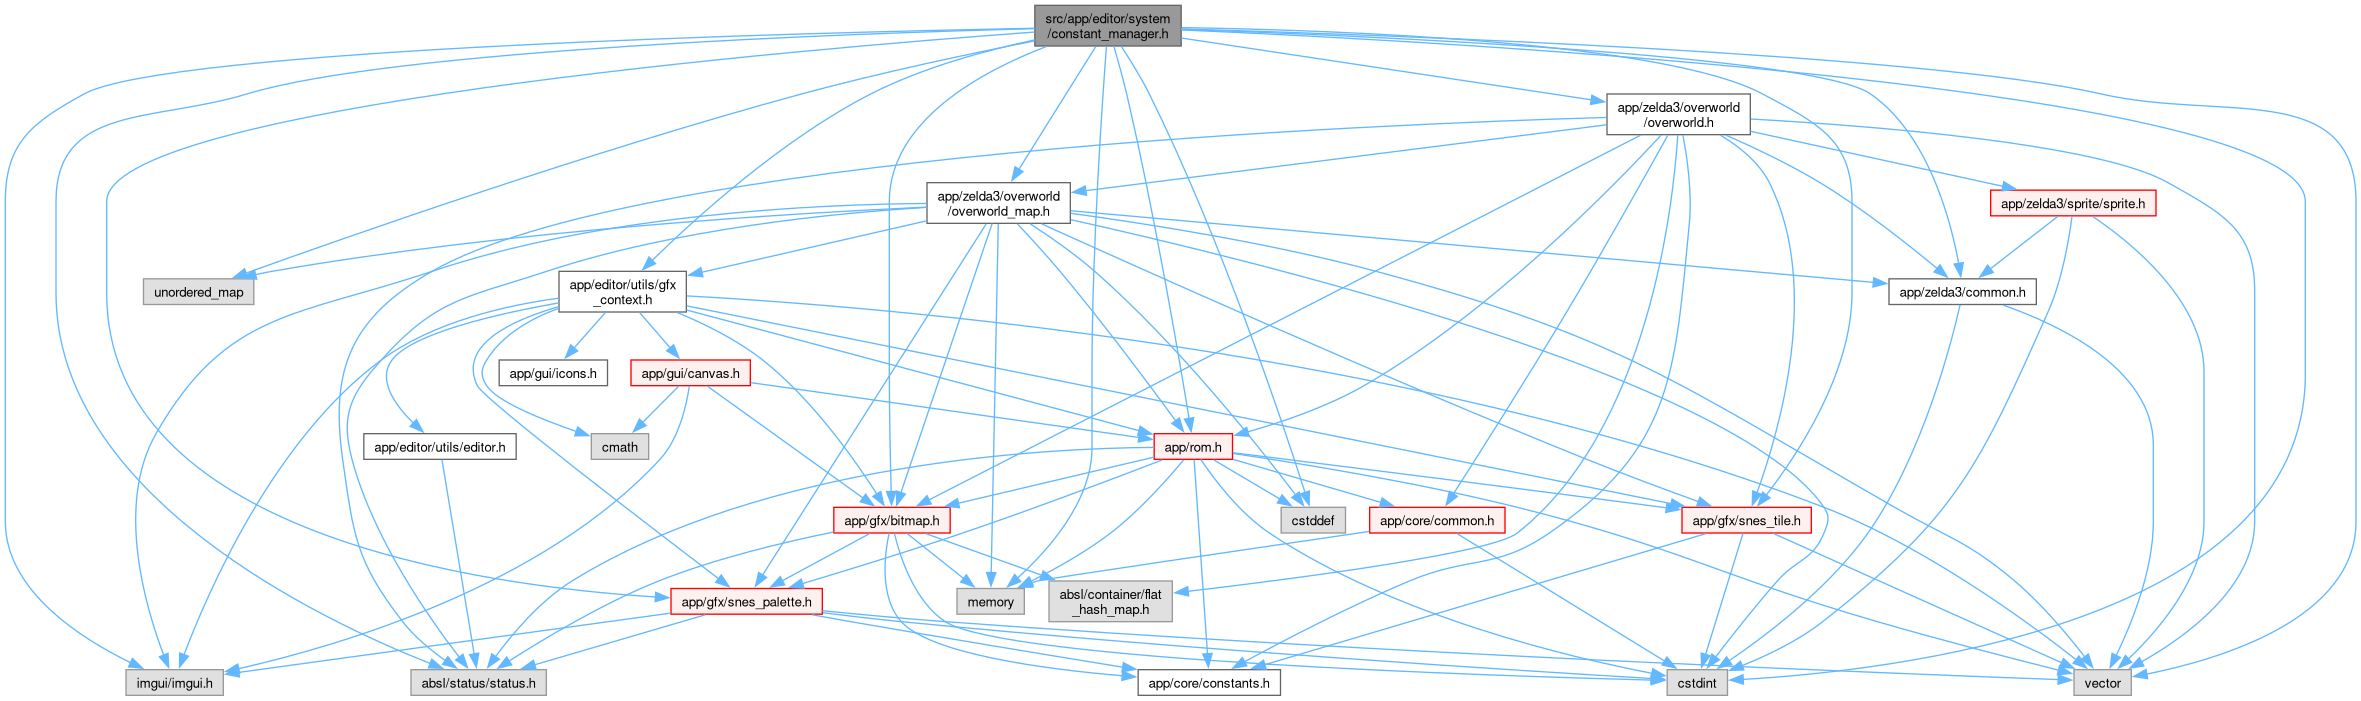 src/app/editor/system
/constant_manager.h
app/zelda3/overworld
/overworld.h
app/zelda3/overworld
/overworld_map.h
app/zelda3/sprite/sprite.h
unordered_map
app/editor/utils/gfx
_context.h
app/zelda3/common.h
app/gui/icons.h
app/gui/canvas.h
app/editor/utils/editor.h
cmath
app/rom.h
app/gfx/bitmap.h
cstddef
app/core/common.h
app/gfx/snes_tile.h
app/gfx/snes_palette.h
memory
absl/container/flat
_hash_map.h
imgui/imgui.h
absl/status/status.h
app/core/constants.h
cstdint
vector